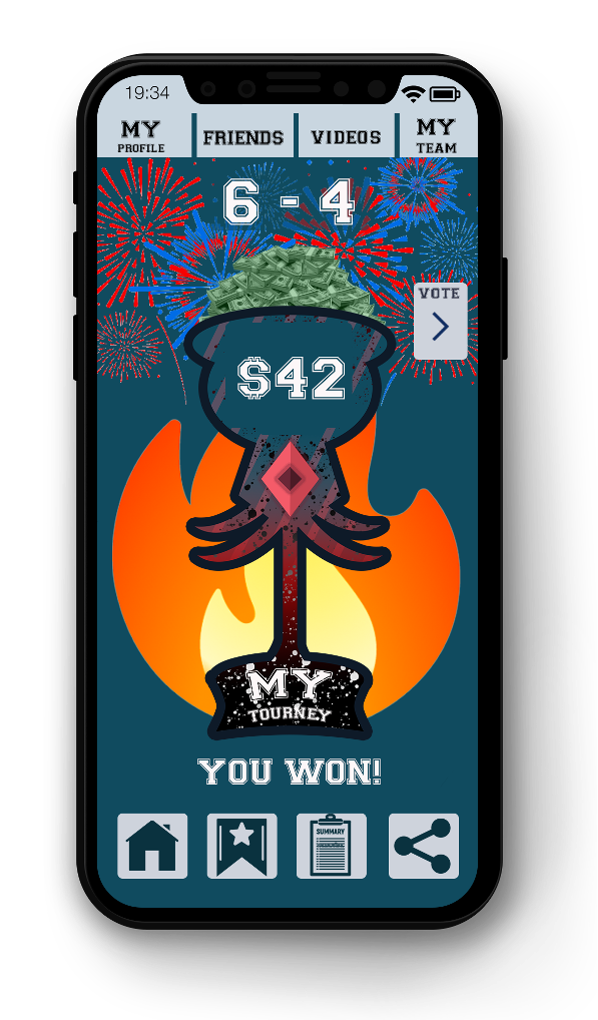 19:34
MY
PROFILE
FRIENDS
VIDEOS
MY
TEAM
6 - 4
VOTE
$42
MY
TOURNEY
YOU WON!
SUMMARY